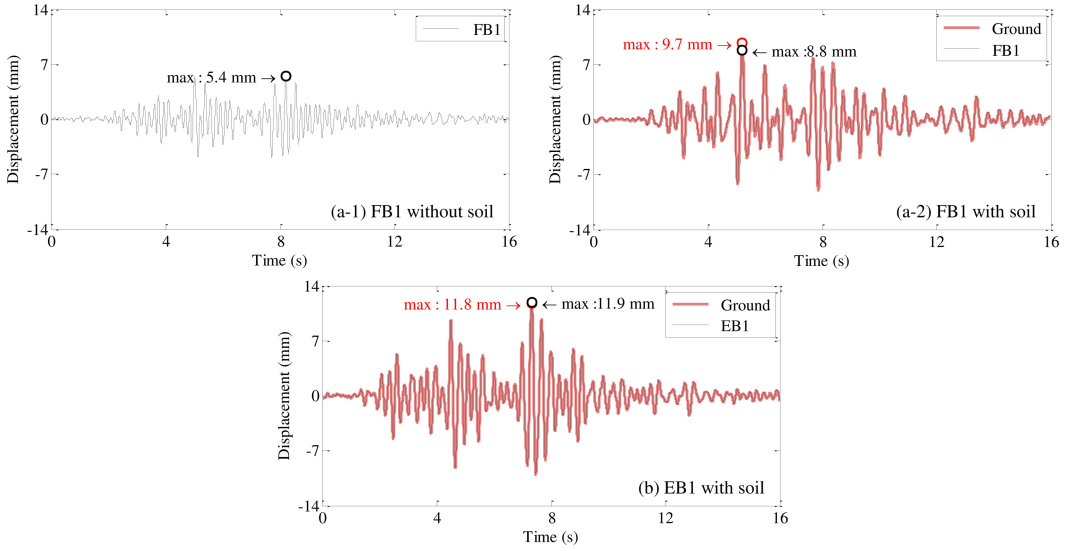 14
7
0
-7
-14
Displacement (mm)
FB1
max : 5.4 mm →
(a-1) FB1 without soil
0 4 8 12 16
Time (s)
14
7
0
-7
-14
Displacement (mm)
Ground
FB1
max : 9.7 mm →
← max :8.8 mm
(a-2) FB1 with soil
0 4 8 12 16
Time (s)
14
7
0
-7
-14
Displacement (mm)
Ground
EB1
max : 11.8 mm → ← max :11.9 mm
(b) EB1 with soil
0 4 8 12 16
Time (s)